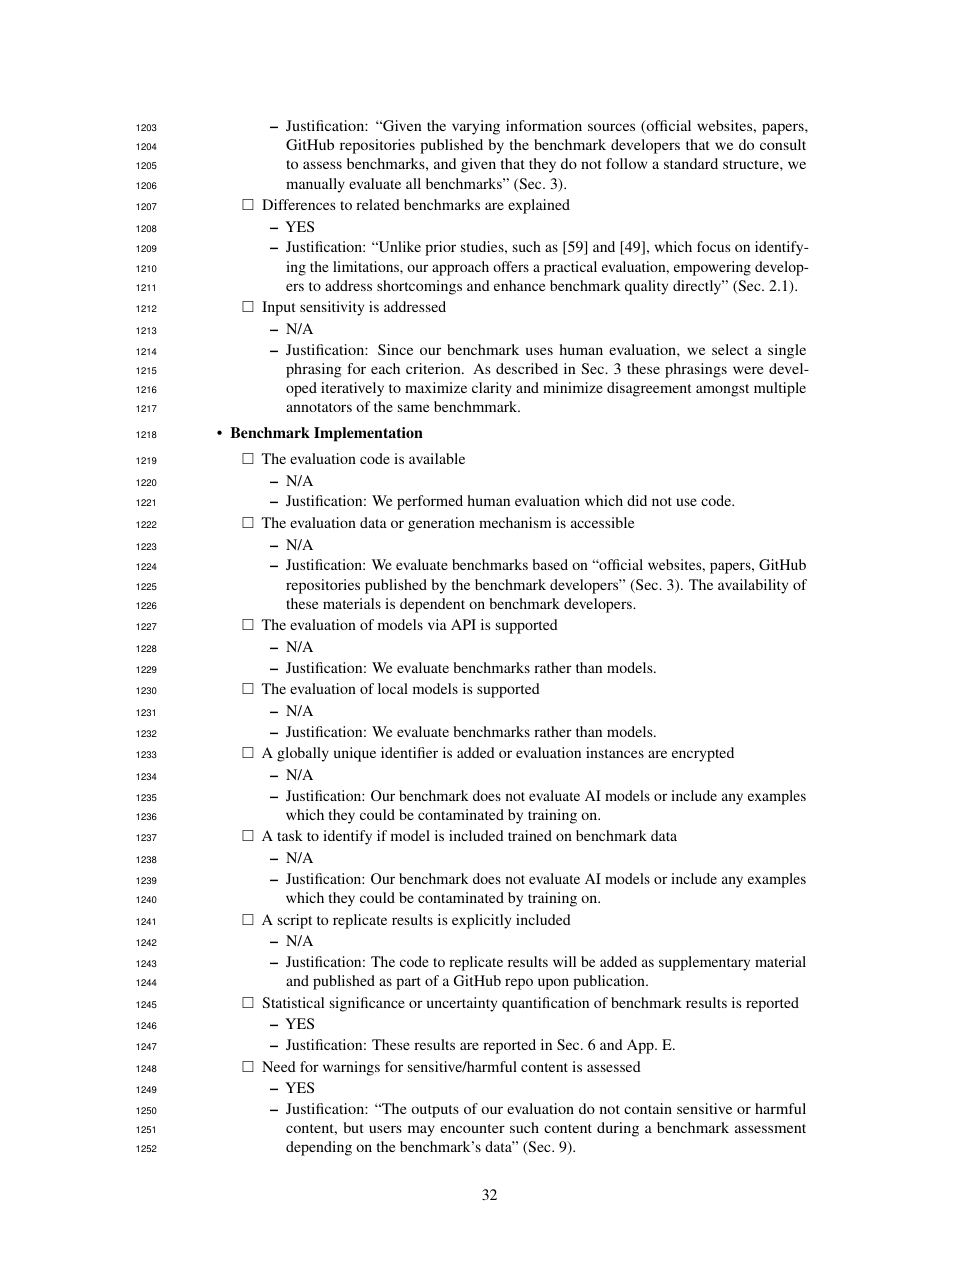 1203 – Justification: “Given the varying information sources (official websites, papers,
1204 GitHub repositories published by the benchmark developers that we do consult
1205 to assess benchmarks, and given that they do not follow a standard structure, we
1206 manually evaluate all benchmarks” (Sec. 3).
1207 □ Differences to related benchmarks are explained
1208 – YES
1209 – Justification: “Unlike prior studies, such as [59] and [49], which focus on identify-
1210 ing the limitations, our approach offers a practical evaluation, empowering develop-
1211 ers to address shortcomings and enhance benchmark quality directly” (Sec. 2.1).
1212 □ Input sensitivity is addressed
1213 – N/A
1214 – Justification: Since our benchmark uses human evaluation, we select a single
1215 phrasing for each criterion. As described in Sec. 3 these phrasings were devel-
1216 oped iteratively to maximize clarity and minimize disagreement amongst multiple
1217 annotators of the same benchmmark.
1218 • Benchmark Implementation
1219 □ The evaluation code is available
1220 – N/A
1221 – Justification: We performed human evaluation which did not use code.
1222 □ The evaluation data or generation mechanism is accessible
1223 – N/A
1224 – Justification: We evaluate benchmarks based on “official websites, papers, GitHub
1225 repositories published by the benchmark developers” (Sec. 3). The availability of
1226 these materials is dependent on benchmark developers.
1227 □ The evaluation of models via API is supported
1228 – N/A
1229 – Justification: We evaluate benchmarks rather than models.
1230 □ The evaluation of local models is supported
1231 – N/A
1232 – Justification: We evaluate benchmarks rather than models.
1233 □ A globally unique identifier is added or evaluation instances are encrypted
1234 – N/A
1235 – Justification: Our benchmark does not evaluate AI models or include any examples
1236 which they could be contaminated by training on.
1237 □ A task to identify if model is included trained on benchmark data
1238 – N/A
1239 – Justification: Our benchmark does not evaluate AI models or include any examples
1240 which they could be contaminated by training on.
1241 □ A script to replicate results is explicitly included
1242 – N/A
1243 – Justification: The code to replicate results will be added as supplementary material
1244 and published as part of a GitHub repo upon publication.
1245 □ Statistical significance or uncertainty quantification of benchmark results is reported
1246 – YES
1247 – Justification: These results are reported in Sec. 6 and App. E.
1248 □ Need for warnings for sensitive/harmful content is assessed
1249 – YES
1250 – Justification: “The outputs of our evaluation do not contain sensitive or harmful
1251 content, but users may encounter such content during a benchmark assessment
1252 depending on the benchmark’s data” (Sec. 9).
32